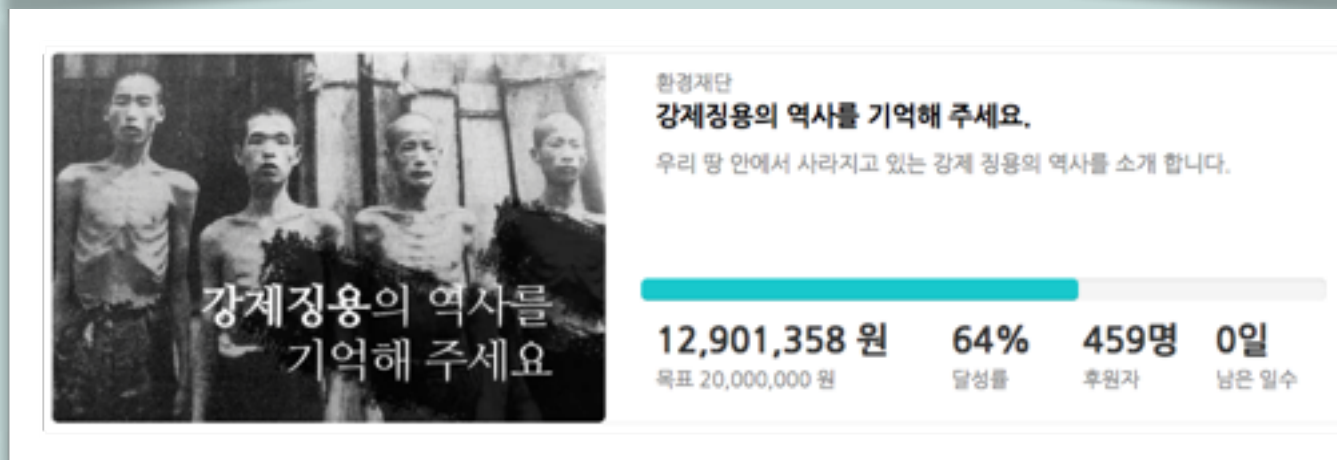 강제징용의 역사를
기억해 주세요
환경재단
강제징용의 역사를 기억해 주세요.
우리 땅 안에서 사라지고 있는 강제 징용의 역사를 소개 합니다.
12,901,358 원
목표 20,000,000 원
64%
달성률
459명
후원자
0일
남은 일수